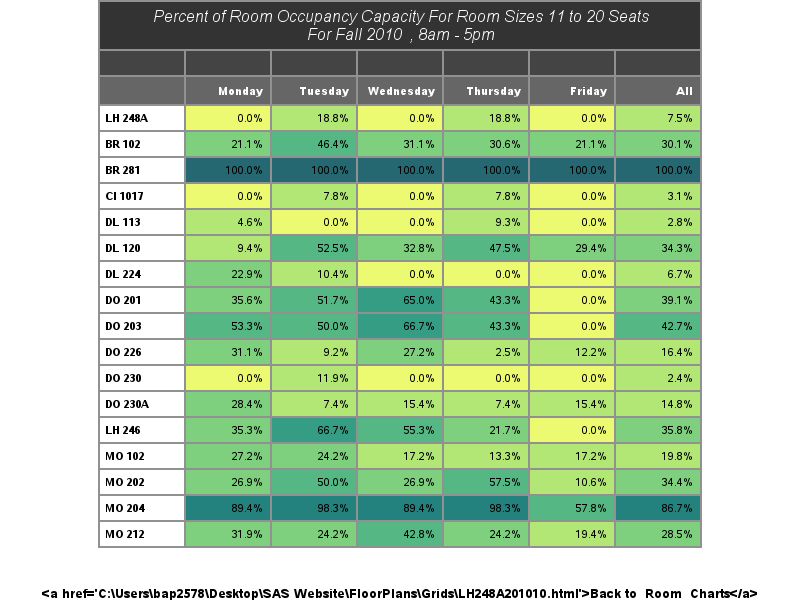 Percent of Room Occupancy Capacity For Room Sizes 11 to 20 Seats
For Fall 2010 , 8am - 5pm
Monday Tuesday Wednesday Thursday Friday All
LH 248A 0.0% 18.8% 0.0% 18.8% 0.0% 7.5%
BR 102 21.1% 46.4% 31.1% 30.6% 21.1% 30.1%
BR 281 100.0% 100.0% 100.0% 100.0% 100.0% 100.0%
CI 1017 0.0% 7.8% 0.0% 7.8% 0.0% 3.1%
DL 113 4.6% 0.0% 0.0% 9.3% 0.0% 2.8%
DL 120 9.4% 52.5% 32.8% 47.5% 29.4% 34.3%
DL 224 22.9% 10.4% 0.0% 0.0% 0.0% 6.7%
DO 201 35.6% 51.7% 65.0% 43.3% 0.0% 39.1%
DO 203 53.3% 50.0% 66.7% 43.3% 0.0% 42.7%
DO 226 31.1% 9.2% 27.2% 2.5% 12.2% 16.4%
DO 230 0.0% 11.9% 0.0% 0.0% 0.0% 2.4%
DO 230A 28.4% 7.4% 15.4% 7.4% 15.4% 14.8%
LH 246 35.3% 66.7% 55.3% 21.7% 0.0% 35.8%
MO 102 27.2% 24.2% 17.2% 13.3% 17.2% 19.8%
MO 202 26.9% 50.0% 26.9% 57.5% 10.6% 34.4%
MO 204 89.4% 98.3% 89.4% 98.3% 57.8% 86.7%
MO 212 31.9% 24.2% 42.8% 24.2% 19.4% 28.5%
<a href='C:\Users\bap2578\Desktop\SAS Website\FloorPlans\Grids\LH248A201010.html'>Back to Room Charts</a>